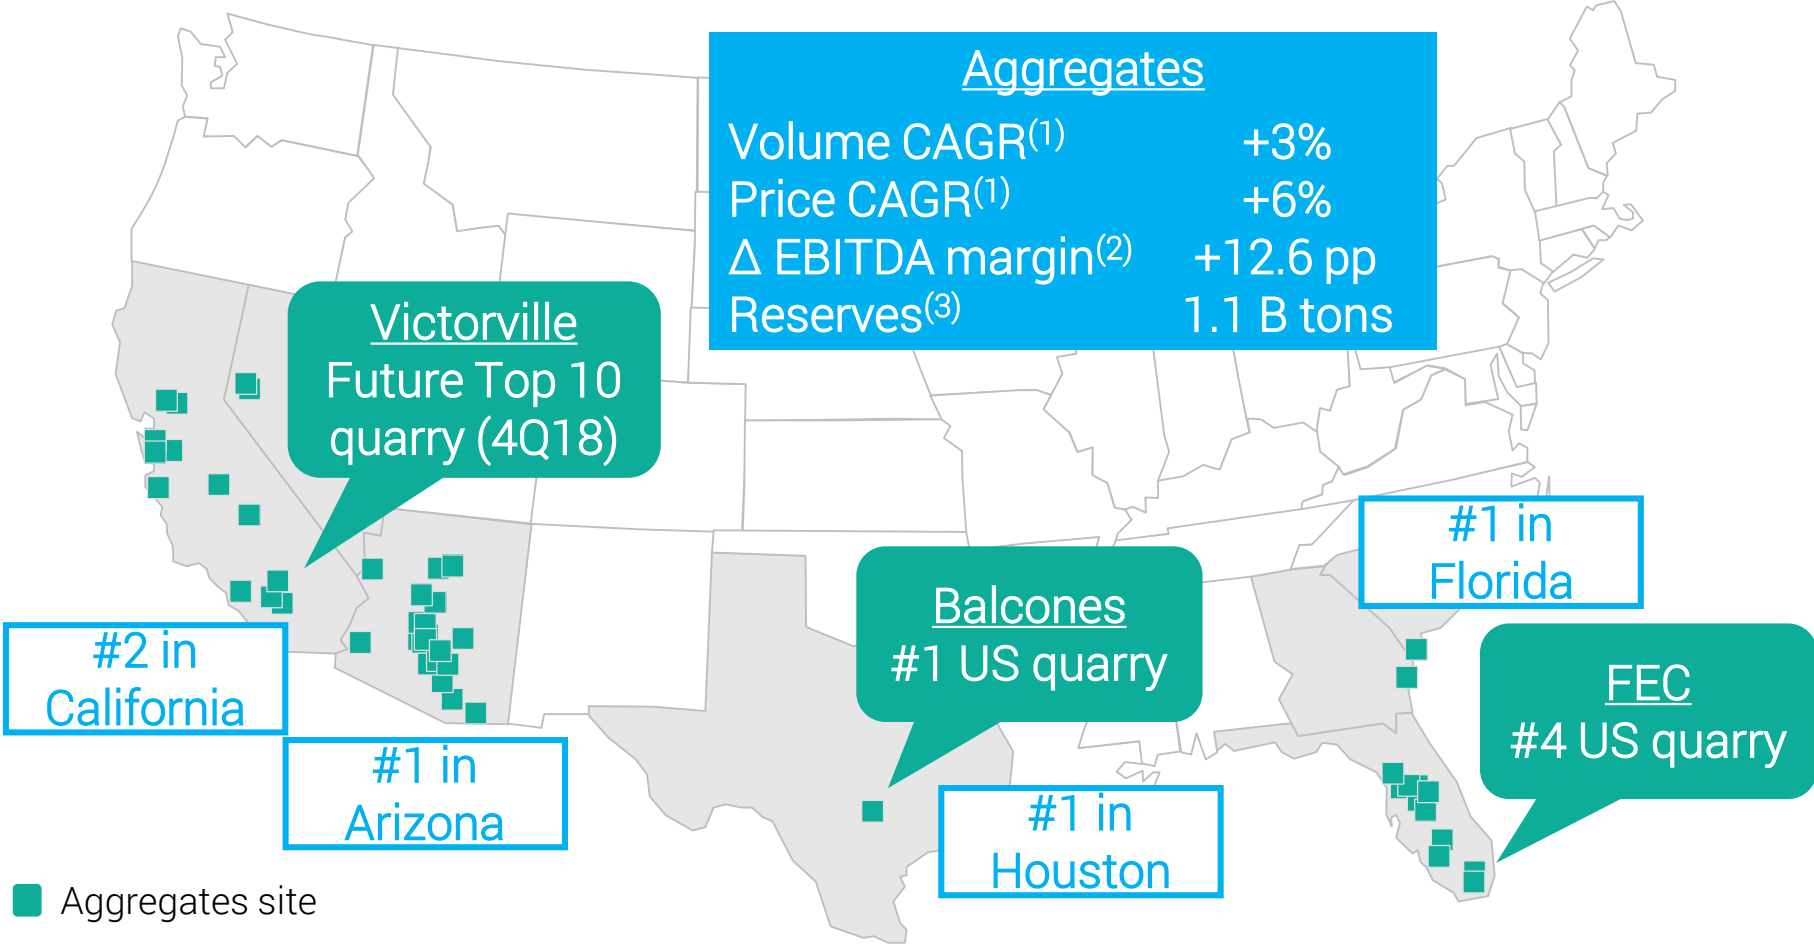 Aggregates
Volume CAGR(1) +3%
Price CAGR(1) +6%
Δ EBITDA margin(2) +12.6 pp
Reserves(3) 1.1 B tons
Victorville
Future Top 10
quarry (4Q18)
#1 in
Florida
Balcones
#1 US quarry
#2 in
California
FEC
#4 US quarry
#1 in
Arizona
#1 in
Houston
Aggregates site